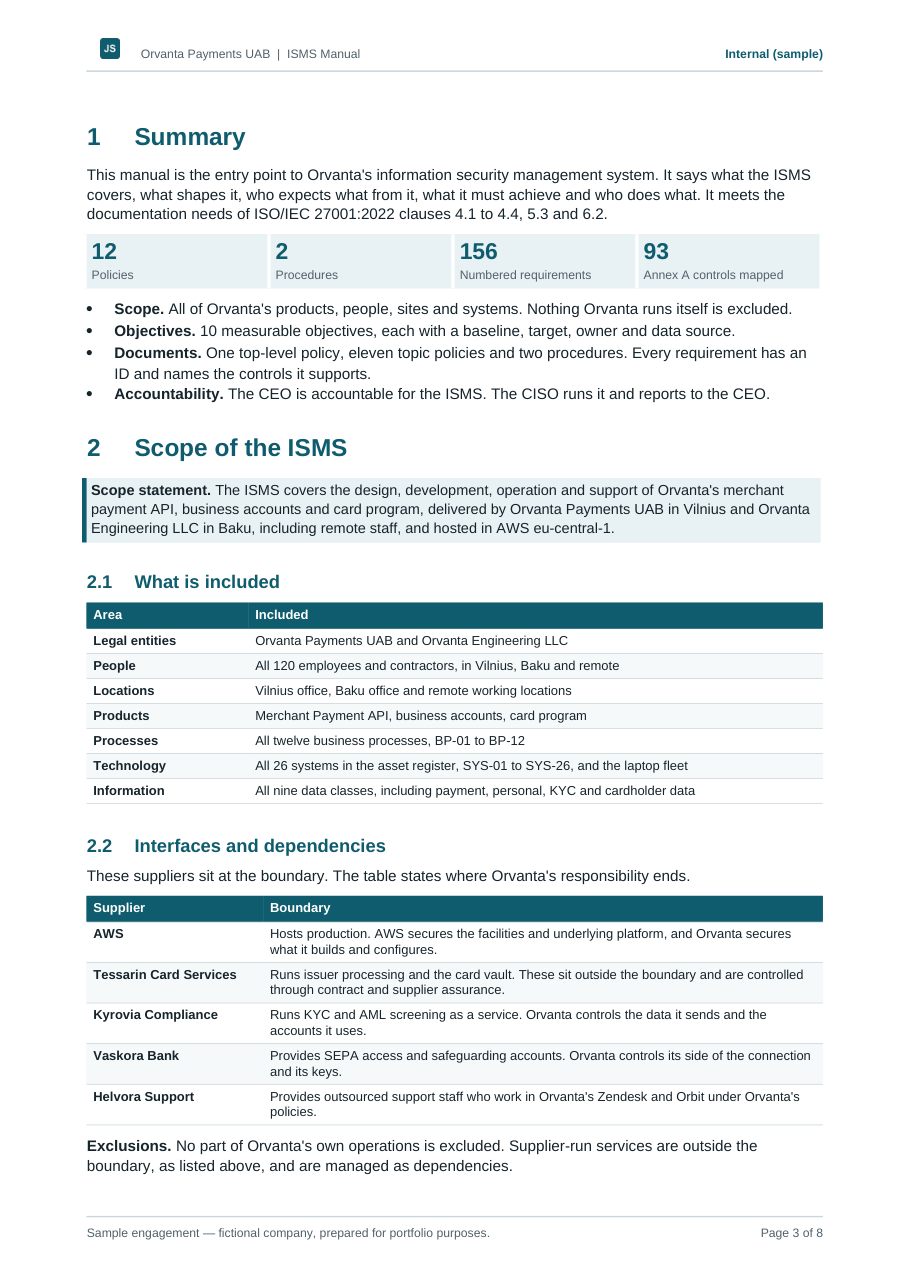 JS
Orvanta Payments UAB | ISMS Manual
Internal (sample)
1 Summary
This manual is the entry point to Orvanta's information security management system. It says what the ISMS
covers, what shapes it, who expects what from it, what it must achieve and who does what. It meets the
documentation needs of ISO/IEC 27001:2022 clauses 4.1 to 4.4, 5.3 and 6.2.
12
Policies
2
Procedures
156
Numbered requirements
93
Annex A controls mapped
• Scope. All of Orvanta's products, people, sites and systems. Nothing Orvanta runs itself is excluded.
• Objectives. 10 measurable objectives, each with a baseline, target, owner and data source.
• Documents. One top-level policy, eleven topic policies and two procedures. Every requirement has an
ID and names the controls it supports.
• Accountability. The CEO is accountable for the ISMS. The CISO runs it and reports to the CEO.
2 Scope of the ISMS
Scope statement. The ISMS covers the design, development, operation and support of Orvanta's merchant
payment API, business accounts and card program, delivered by Orvanta Payments UAB in Vilnius and Orvanta
Engineering LLC in Baku, including remote staff, and hosted in AWS eu-central-1.
2.1 What is included
Area Included
Legal entities Orvanta Payments UAB and Orvanta Engineering LLC
People All 120 employees and contractors, in Vilnius, Baku and remote
Locations Vilnius office, Baku office and remote working locations
Products Merchant Payment API, business accounts, card program
Processes All twelve business processes, BP-01 to BP-12
Technology All 26 systems in the asset register, SYS-01 to SYS-26, and the laptop fleet
Information All nine data classes, including payment, personal, KYC and cardholder data
2.2 Interfaces and dependencies
These suppliers sit at the boundary. The table states where Orvanta's responsibility ends.
Supplier Boundary
AWS Hosts production. AWS secures the facilities and underlying platform, and Orvanta secures
what it builds and configures.
Tessarin Card Services Runs issuer processing and the card vault. These sit outside the boundary and are controlled
through contract and supplier assurance.
Kyrovia Compliance Runs KYC and AML screening as a service. Orvanta controls the data it sends and the
accounts it uses.
Vaskora Bank Provides SEPA access and safeguarding accounts. Orvanta controls its side of the connection
and its keys.
Helvora Support Provides outsourced support staff who work in Orvanta's Zendesk and Orbit under Orvanta's
policies.
Exclusions. No part of Orvanta's own operations is excluded. Supplier-run services are outside the
boundary, as listed above, and are managed as dependencies.
Sample engagement — fictional company, prepared for portfolio purposes.
Page 3 of 8